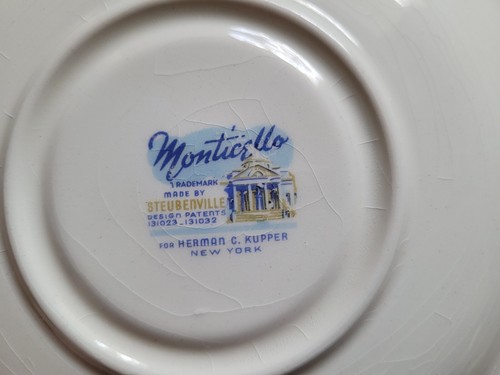 Monticello
TRADEMARK
MADE BY
STEUBENVILLE
DESIGN PATENTS
131023-131032
FOR HERMAN C. KUPPER
NEW YORK